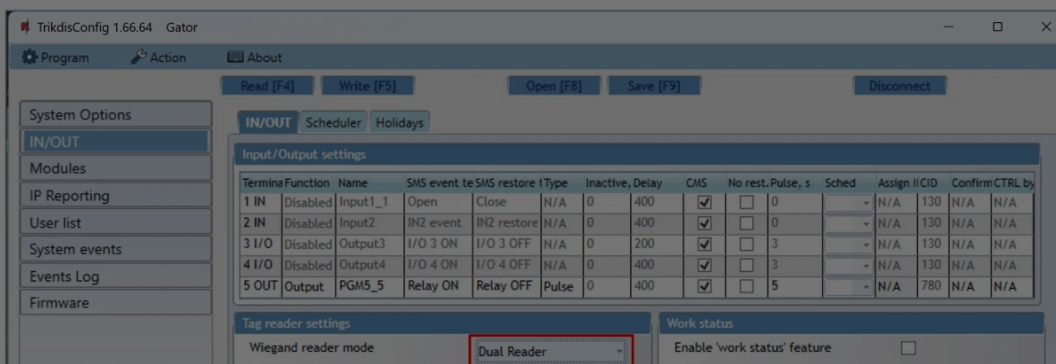 TrikdisConfig 1.66.64 Gator
Program Action About
Read [F4] Write [F5] Open [F8] Save [F9] Disconnect
System Options
IN/OUT
Modules
IP Reporting
User list
System events
Events Log
Firmware
IN/OUT Scheduler Holidays
Input/Output settings
Termina Function Name SMS event te SMS restore t Type Inactive, Delay CMS No rest. Pulse, s Sched Assign I CID Confirm CTRL by
1 IN Disabled Input1_1 Open Close N/A 0 400 0 N/A 130 N/A N/A
2 IN Disabled Input2 IN2 event IN2 restore N/A 0 400 0 N/A 130 N/A N/A
3 I/O Disabled Output3 I/O 3 ON I/O 3 OFF N/A 0 200 3 N/A 130 N/A N/A
4 I/O Disabled Output4 I/O 4 ON I/O 4 OFF N/A 0 400 3 N/A 130 N/A N/A
5 OUT Output PGM5_5 Relay ON Relay OFF Pulse 0 400 5 N/A 780 N/A N/A
Tag reader settings
Wiegand reader mode Dual Reader
Work status
Enable 'work status' feature